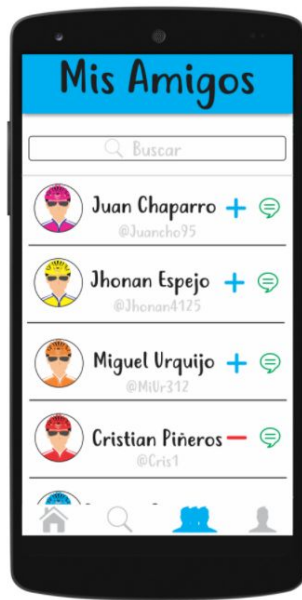 Mis Amigos
Buscar
Juan Chaparro
@Juancho95
Jhonan Espejo
@Jhonan4125
Miguel Urquijo
@MiUr312
Cristian Piñeros
@Cris1